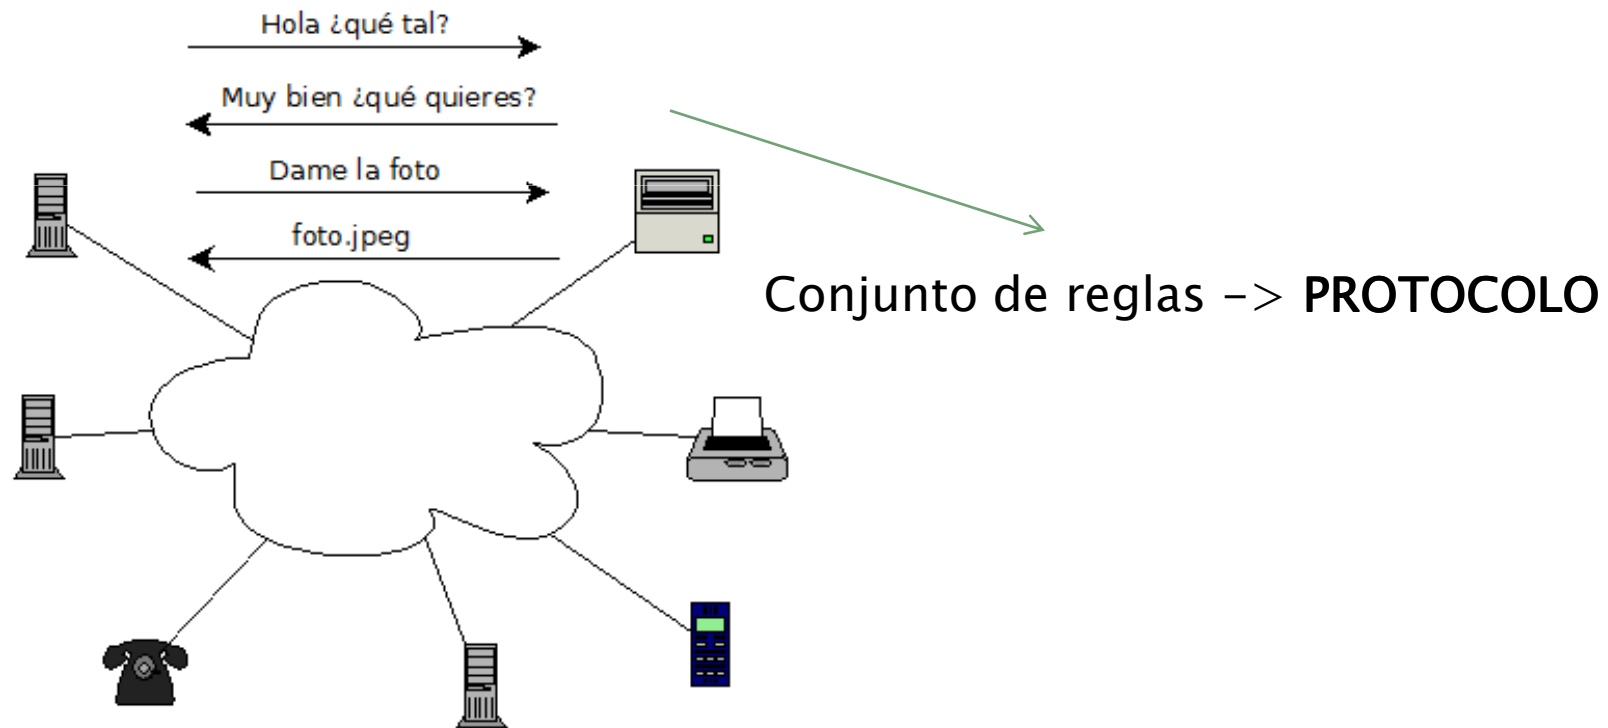 Hola ¿qué tal?
Muy bien ¿qué quieres?
Dame la foto
foto.jpeg
Conjunto de reglas -> PROTOCOLO